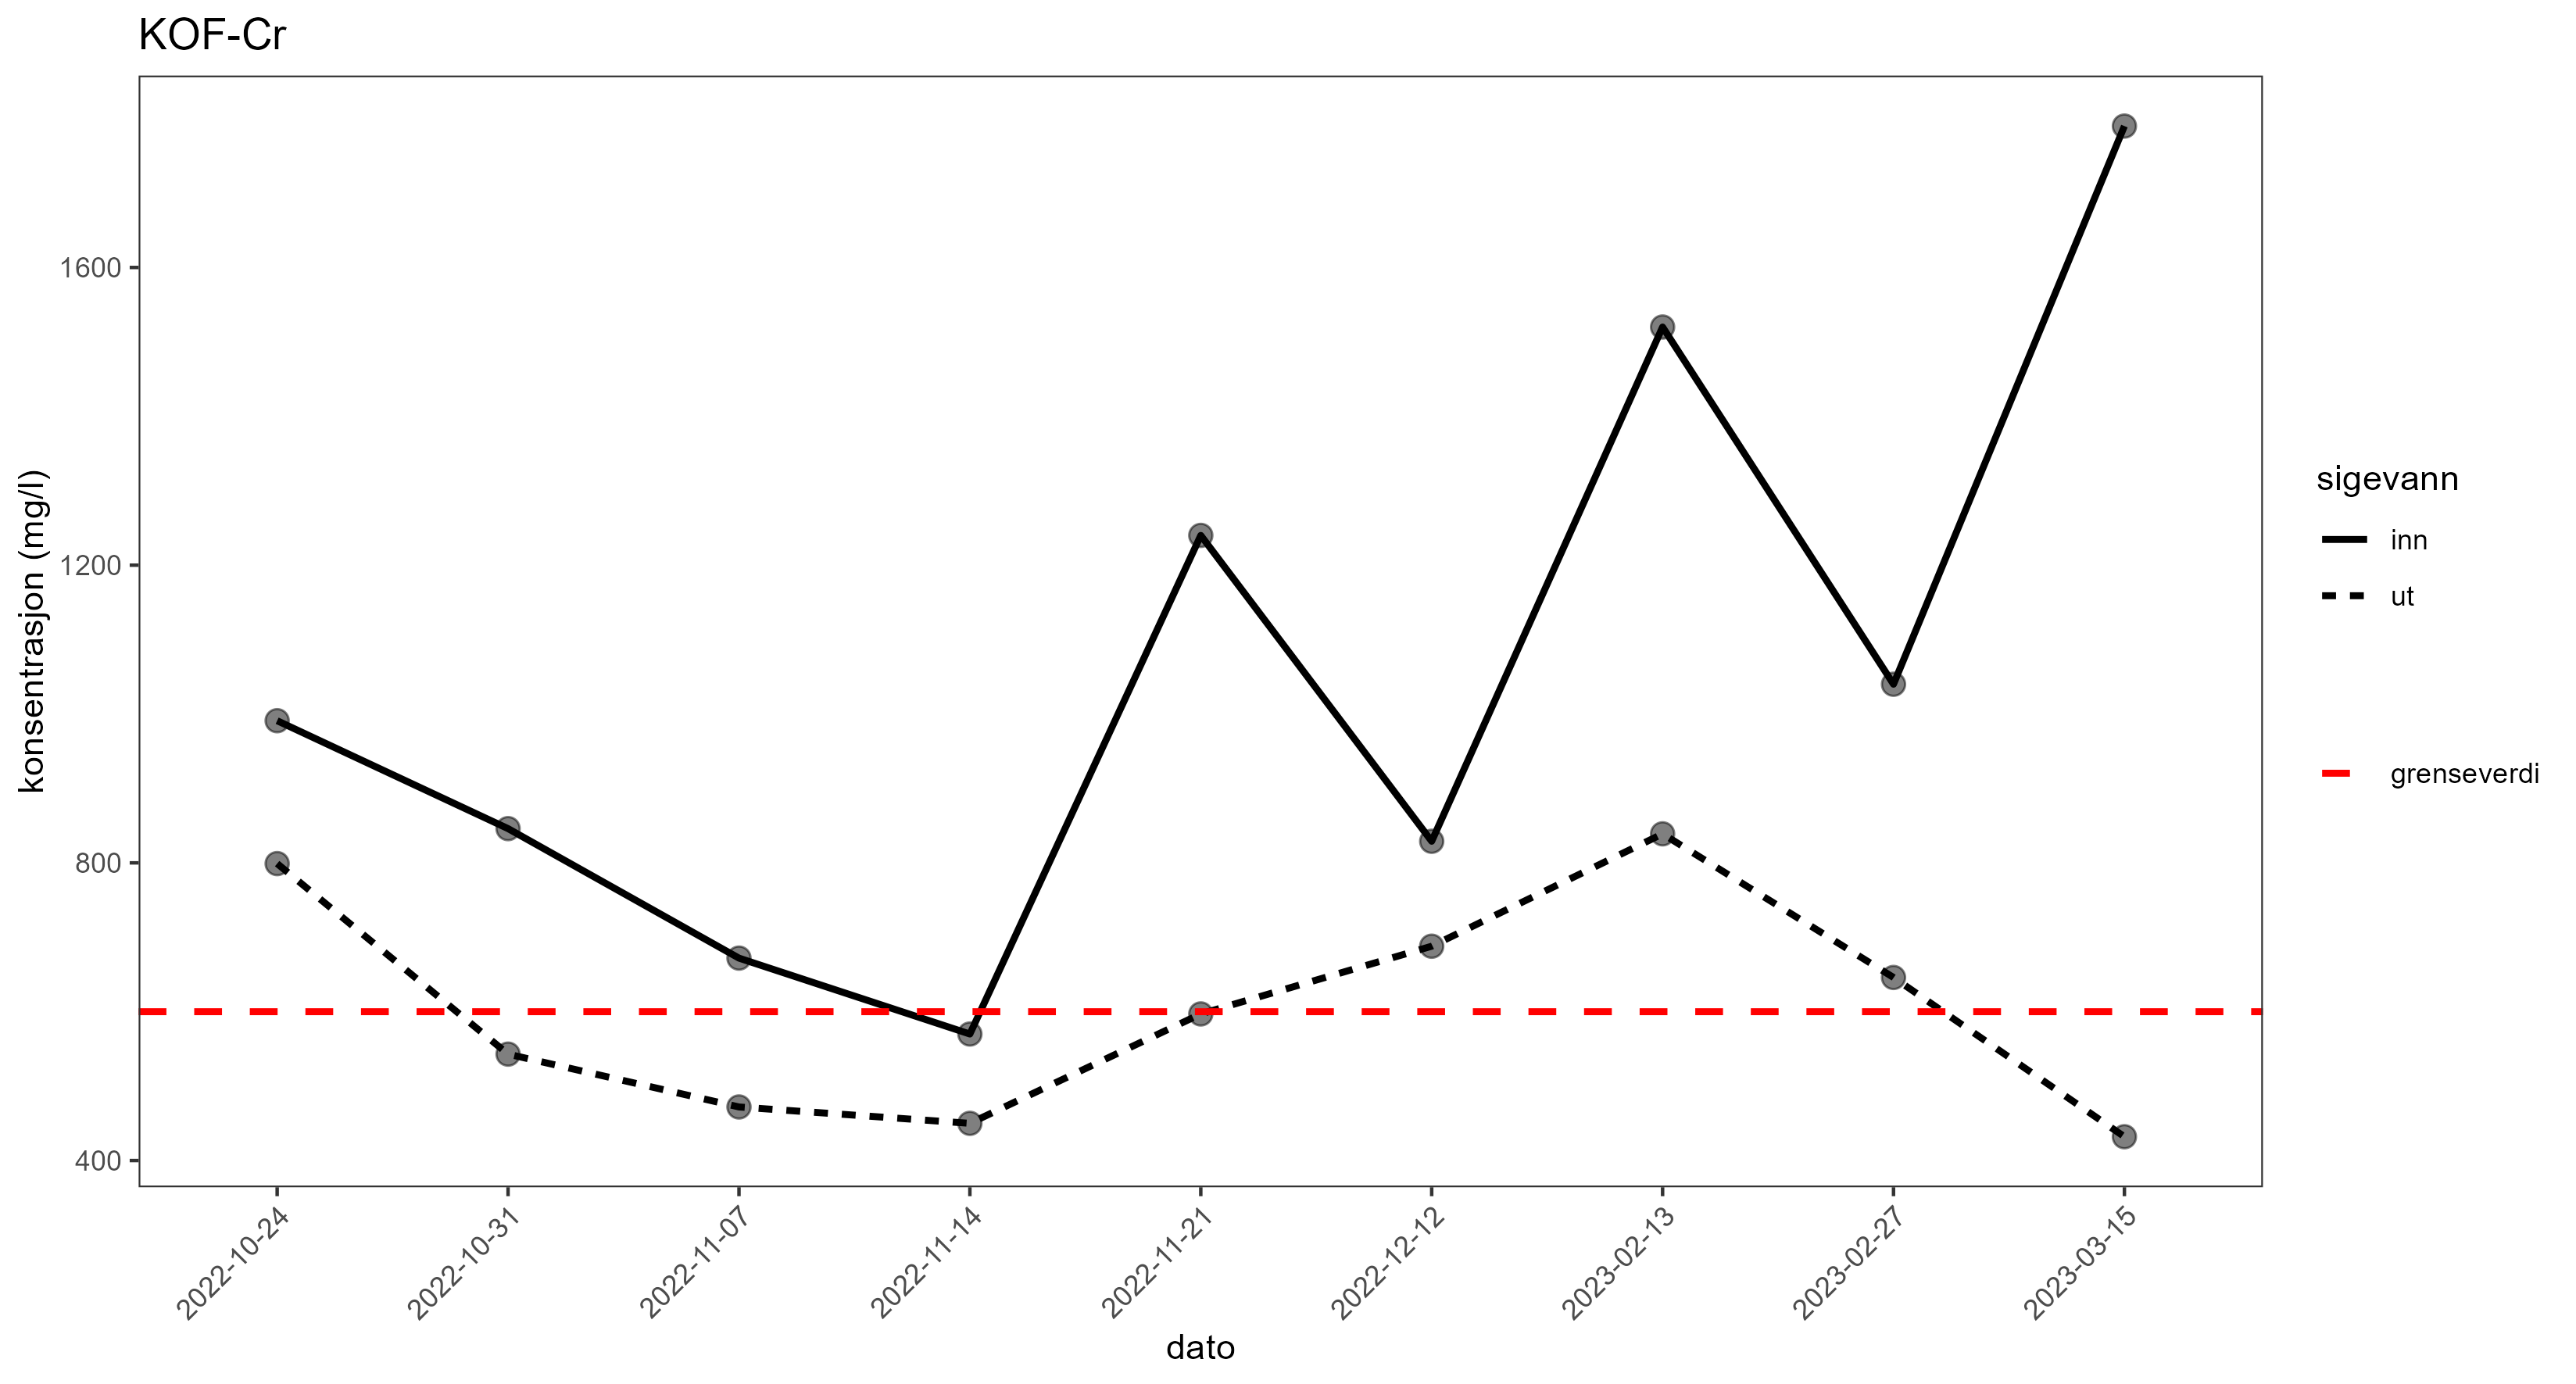 KOF-Cr
konsentrasjon (mg/l)
1600
1200
800
400
2022-10-24
2022-10-31
2022-11-07
2022-11-14
2022-11-21
2022-12-12
2023-02-13
2023-02-27
2023-03-15
dato
sigevann
inn
ut
grenseverdi